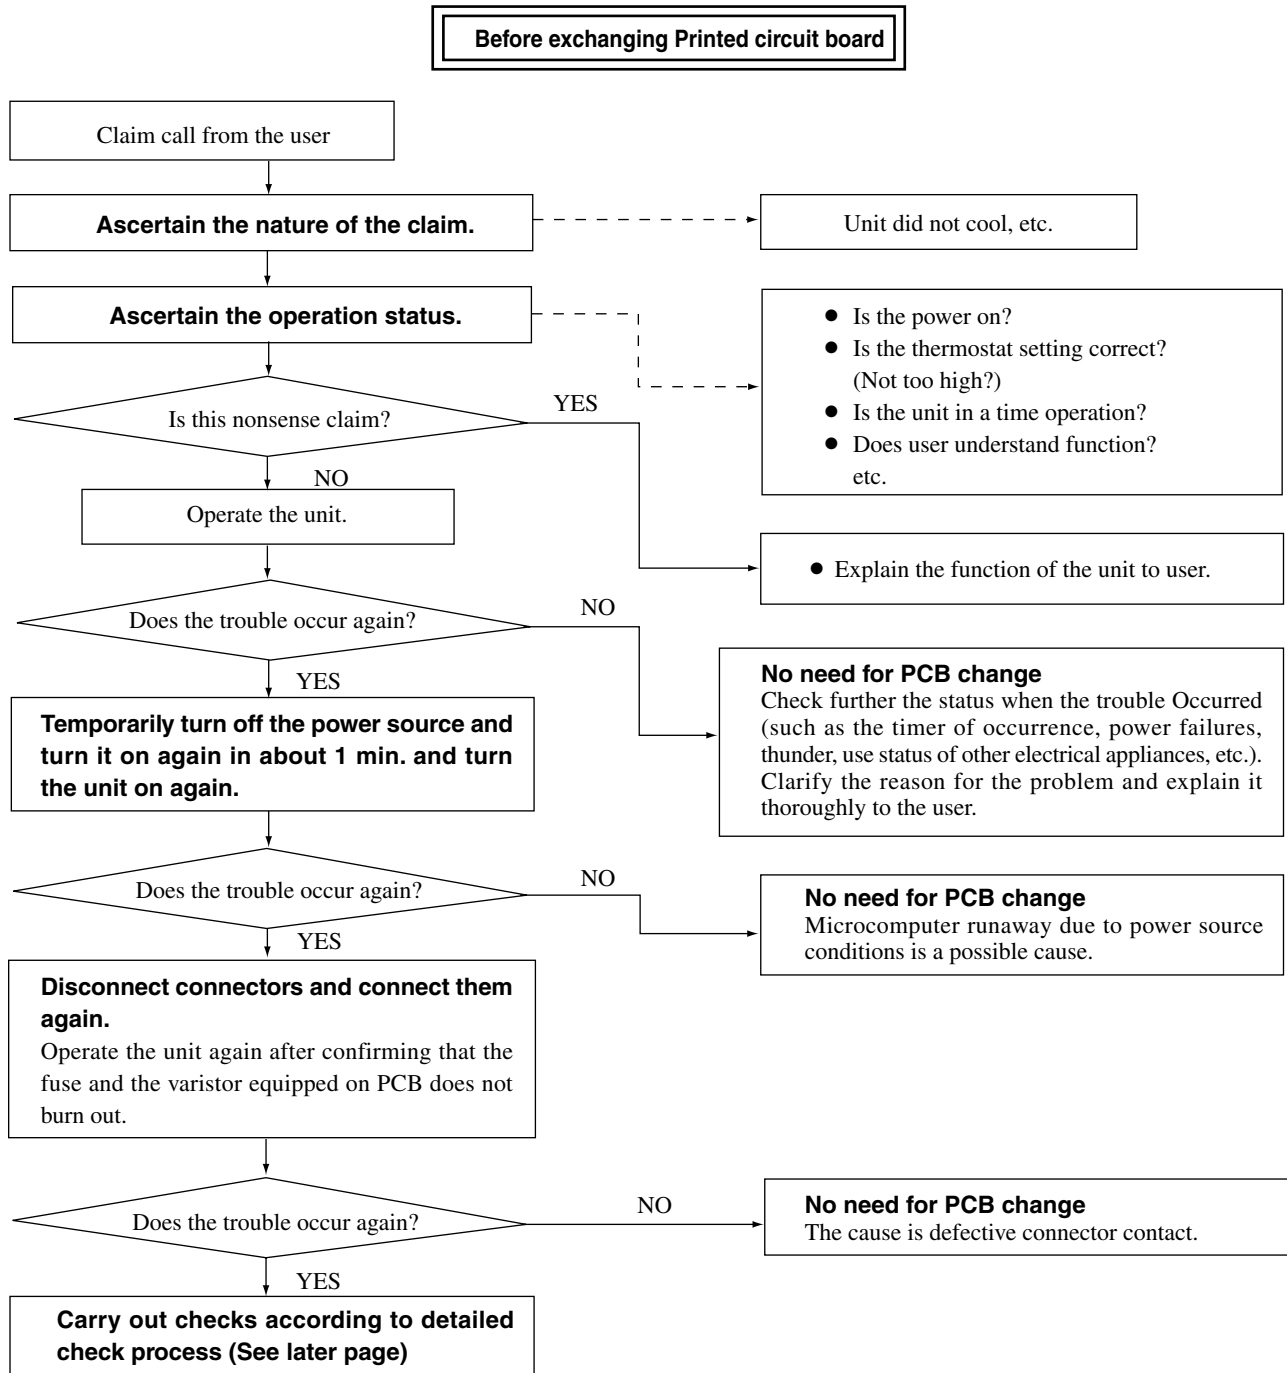 Before exchanging Printed circuit board
Claim call from the user
Ascertain the nature of the claim.
Unit did not cool, etc.
Ascertain the operation status.
● Is the power on?
● Is the thermostat setting correct?
(Not too high?)
● Is the unit in a time operation?
● Does user understand function?
etc.
Is this nonsense claim?
YES
NO
Operate the unit.
● Explain the function of the unit to user.
Does the trouble occur again?
NO
YES
No need for PCB change
Check further the status when the trouble Occurred
(such as the timer of occurrence, power failures,
thunder, use status of other electrical appliances, etc.).
Clarify the reason for the problem and explain it
thoroughly to the user.
Temporarily turn off the power source and
turn it on again in about 1 min. and turn
the unit on again.
Does the trouble occur again?
NO
YES
No need for PCB change
Microcomputer runaway due to power source
conditions is a possible cause.
Disconnect connectors and connect them
again.
Operate the unit again after confirming that the
fuse and the varistor equipped on PCB does not
burn out.
Does the trouble occur again?
NO
YES
No need for PCB change
The cause is defective connector contact.
Carry out checks according to detailed
check process (See later page)